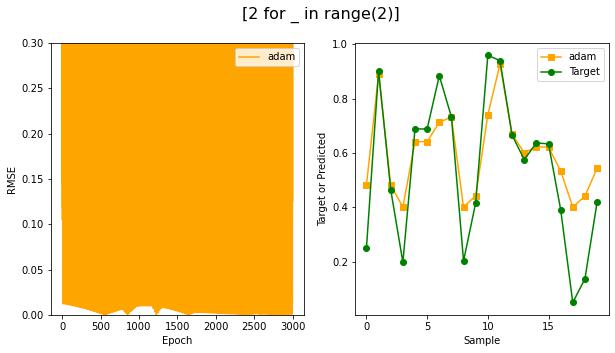 [2 for _ in range(2)]
0.30
0.25
0.20
0.15
0.10
0.05
0.00
RMSE
0 500 1000 1500 2000 2500 3000
Epoch
adam
1.0
0.8
0.6
0.4
0.2
Target or Predicted
0 5 10 15
Sample
adam
Target